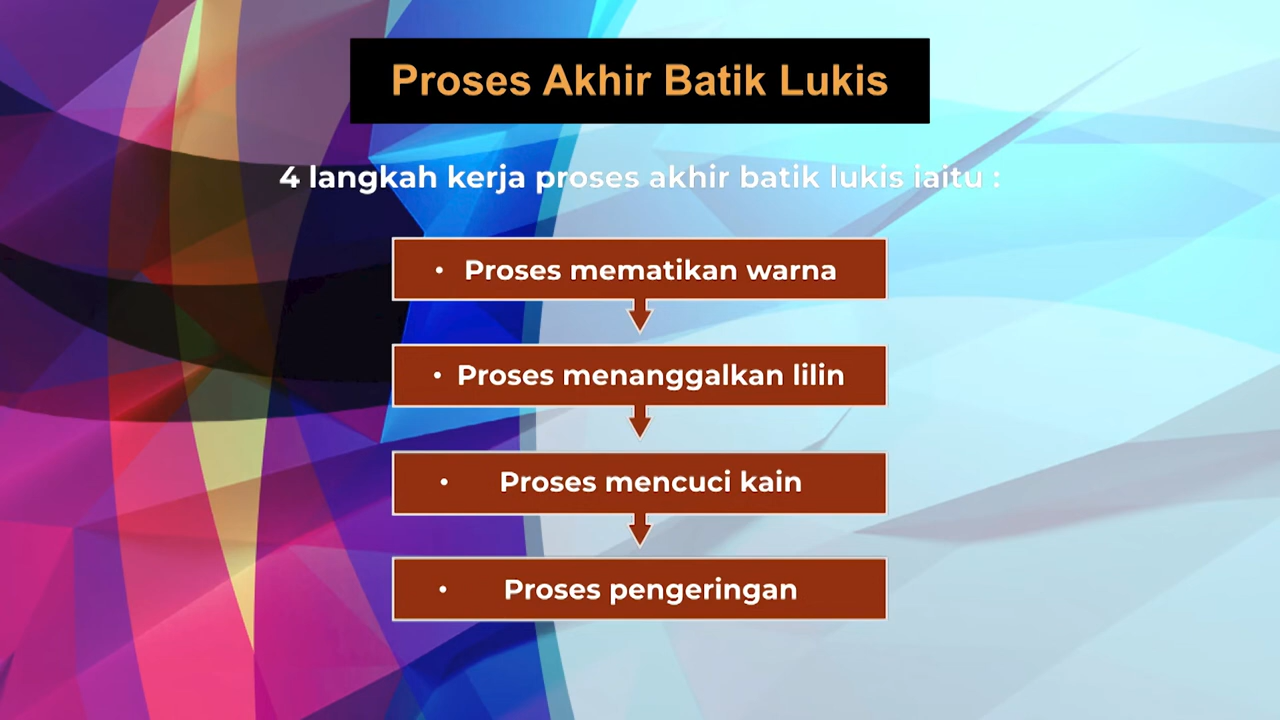 Proses Akhir Batik Lukis
4 langkah kerja proses akhir batik lukis iaitu :
• Proses mematikan warna
• Proses menanggalkan lilin
• Proses mencuci kain
• Proses pengeringan